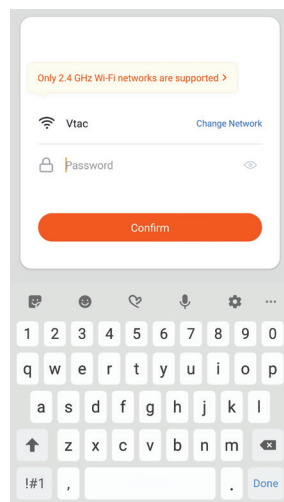 Only 2.4 GHz Wi-Fi networks are supported >
Vtac Change Network
Password
Confirm
1 2 3 4 5 6 7 8 9 0
q w e r t y u i o p
a s d f g h j k l
z x c v b n m
!#1 , . Done